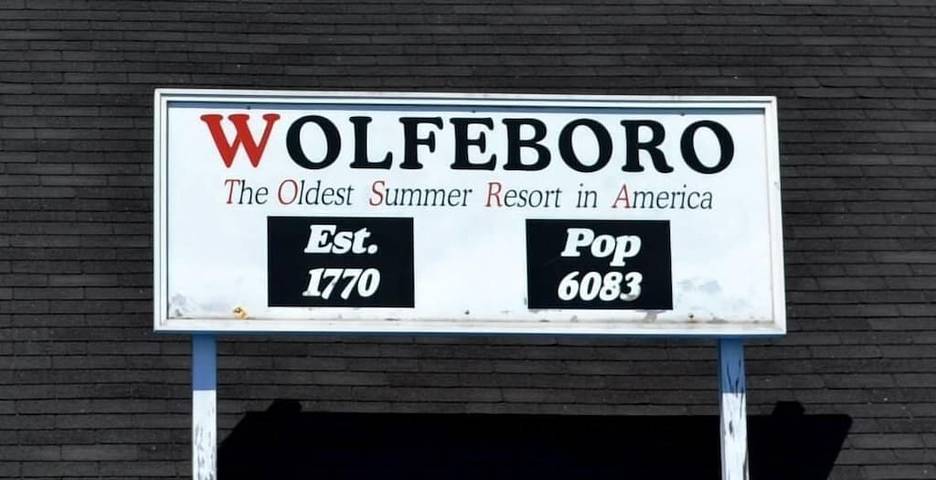 WOLFEBORO
The Oldest Summer Resort in America
Est.
1770
Pop
6083